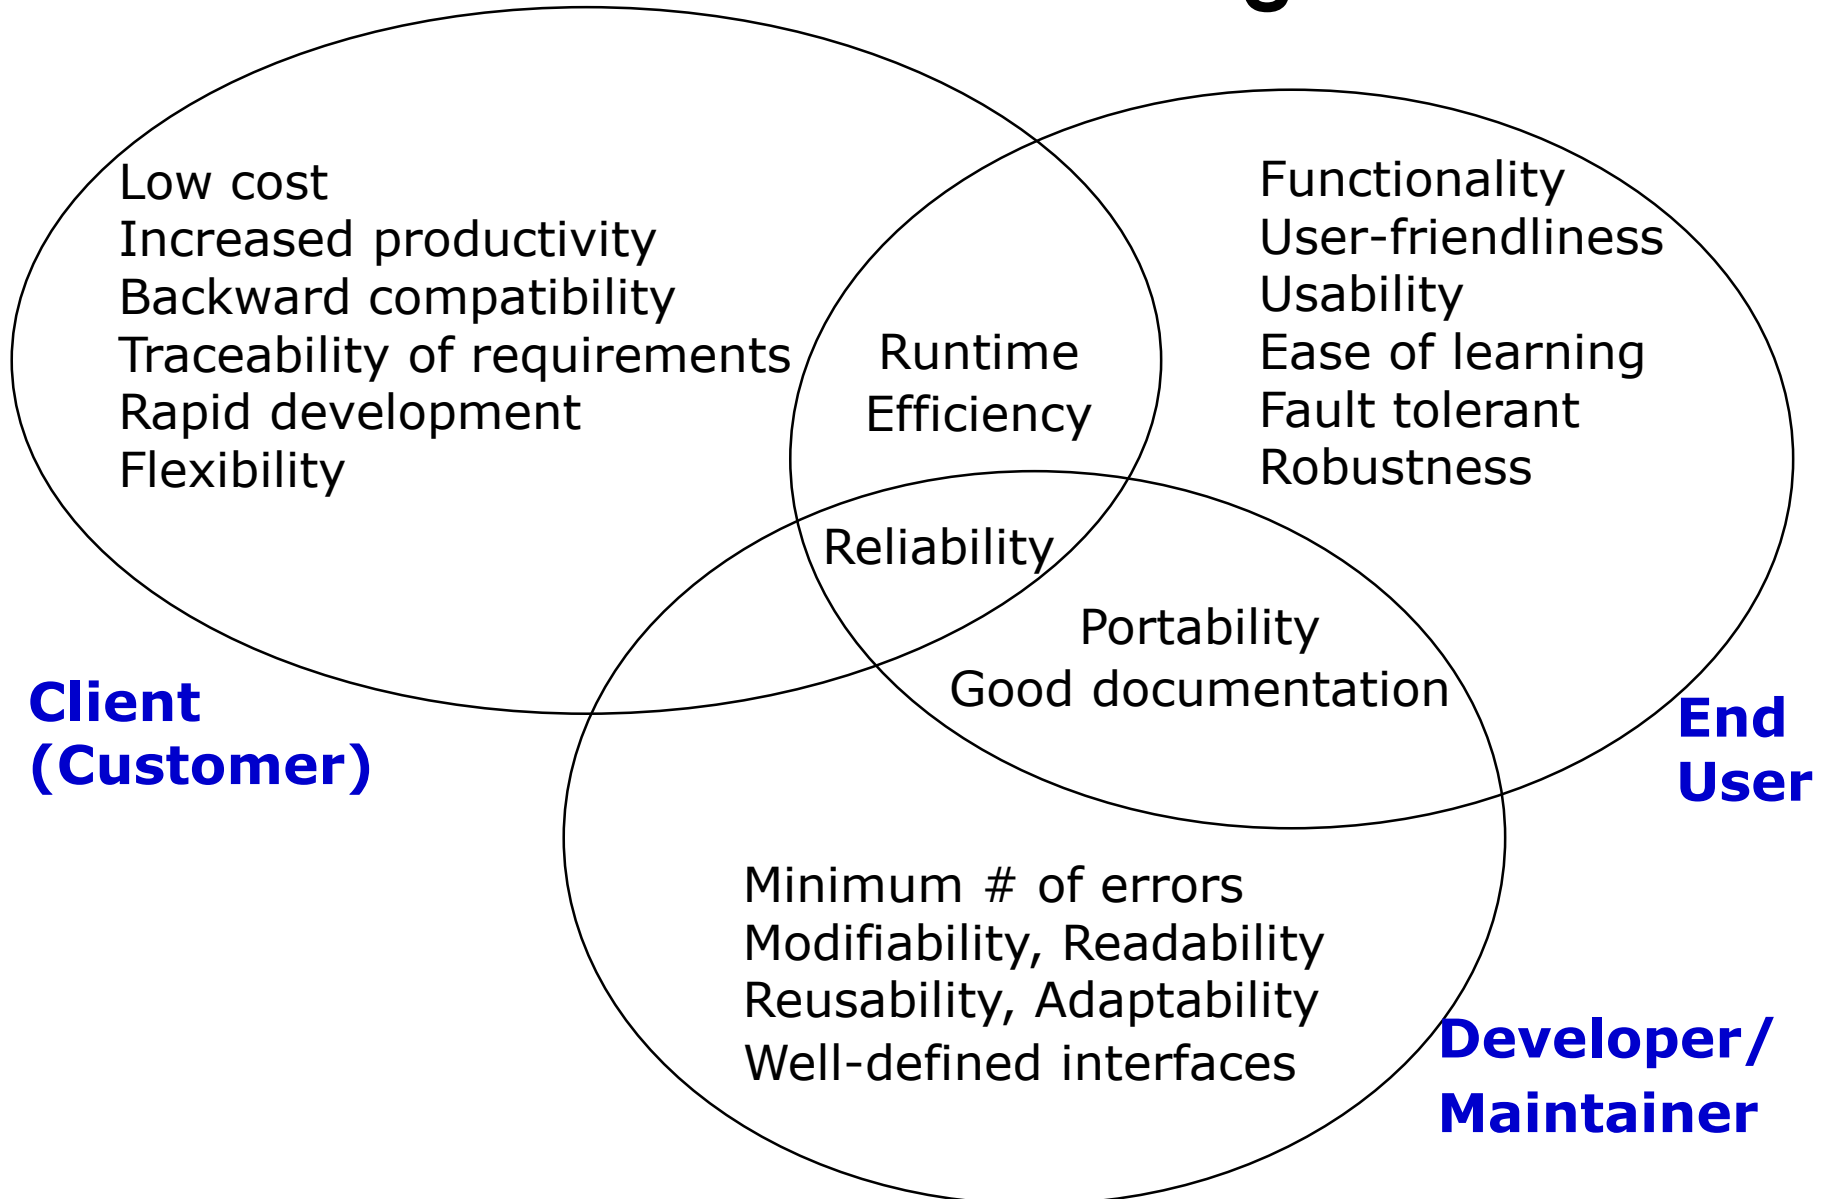 Low cost
Increased productivity
Backward compatibility
Traceability of requirements
Rapid development
Flexibility
Runtime
Efficiency
Functionality
User-friendliness
Usability
Ease of learning
Fault tolerant
Robustness
Reliability
Portability
Good documentation
Client
(Customer)
End
User
Minimum # of errors
Modifiability, Readability
Reusability, Adaptability
Well-defined interfaces
Developer/
Maintainer